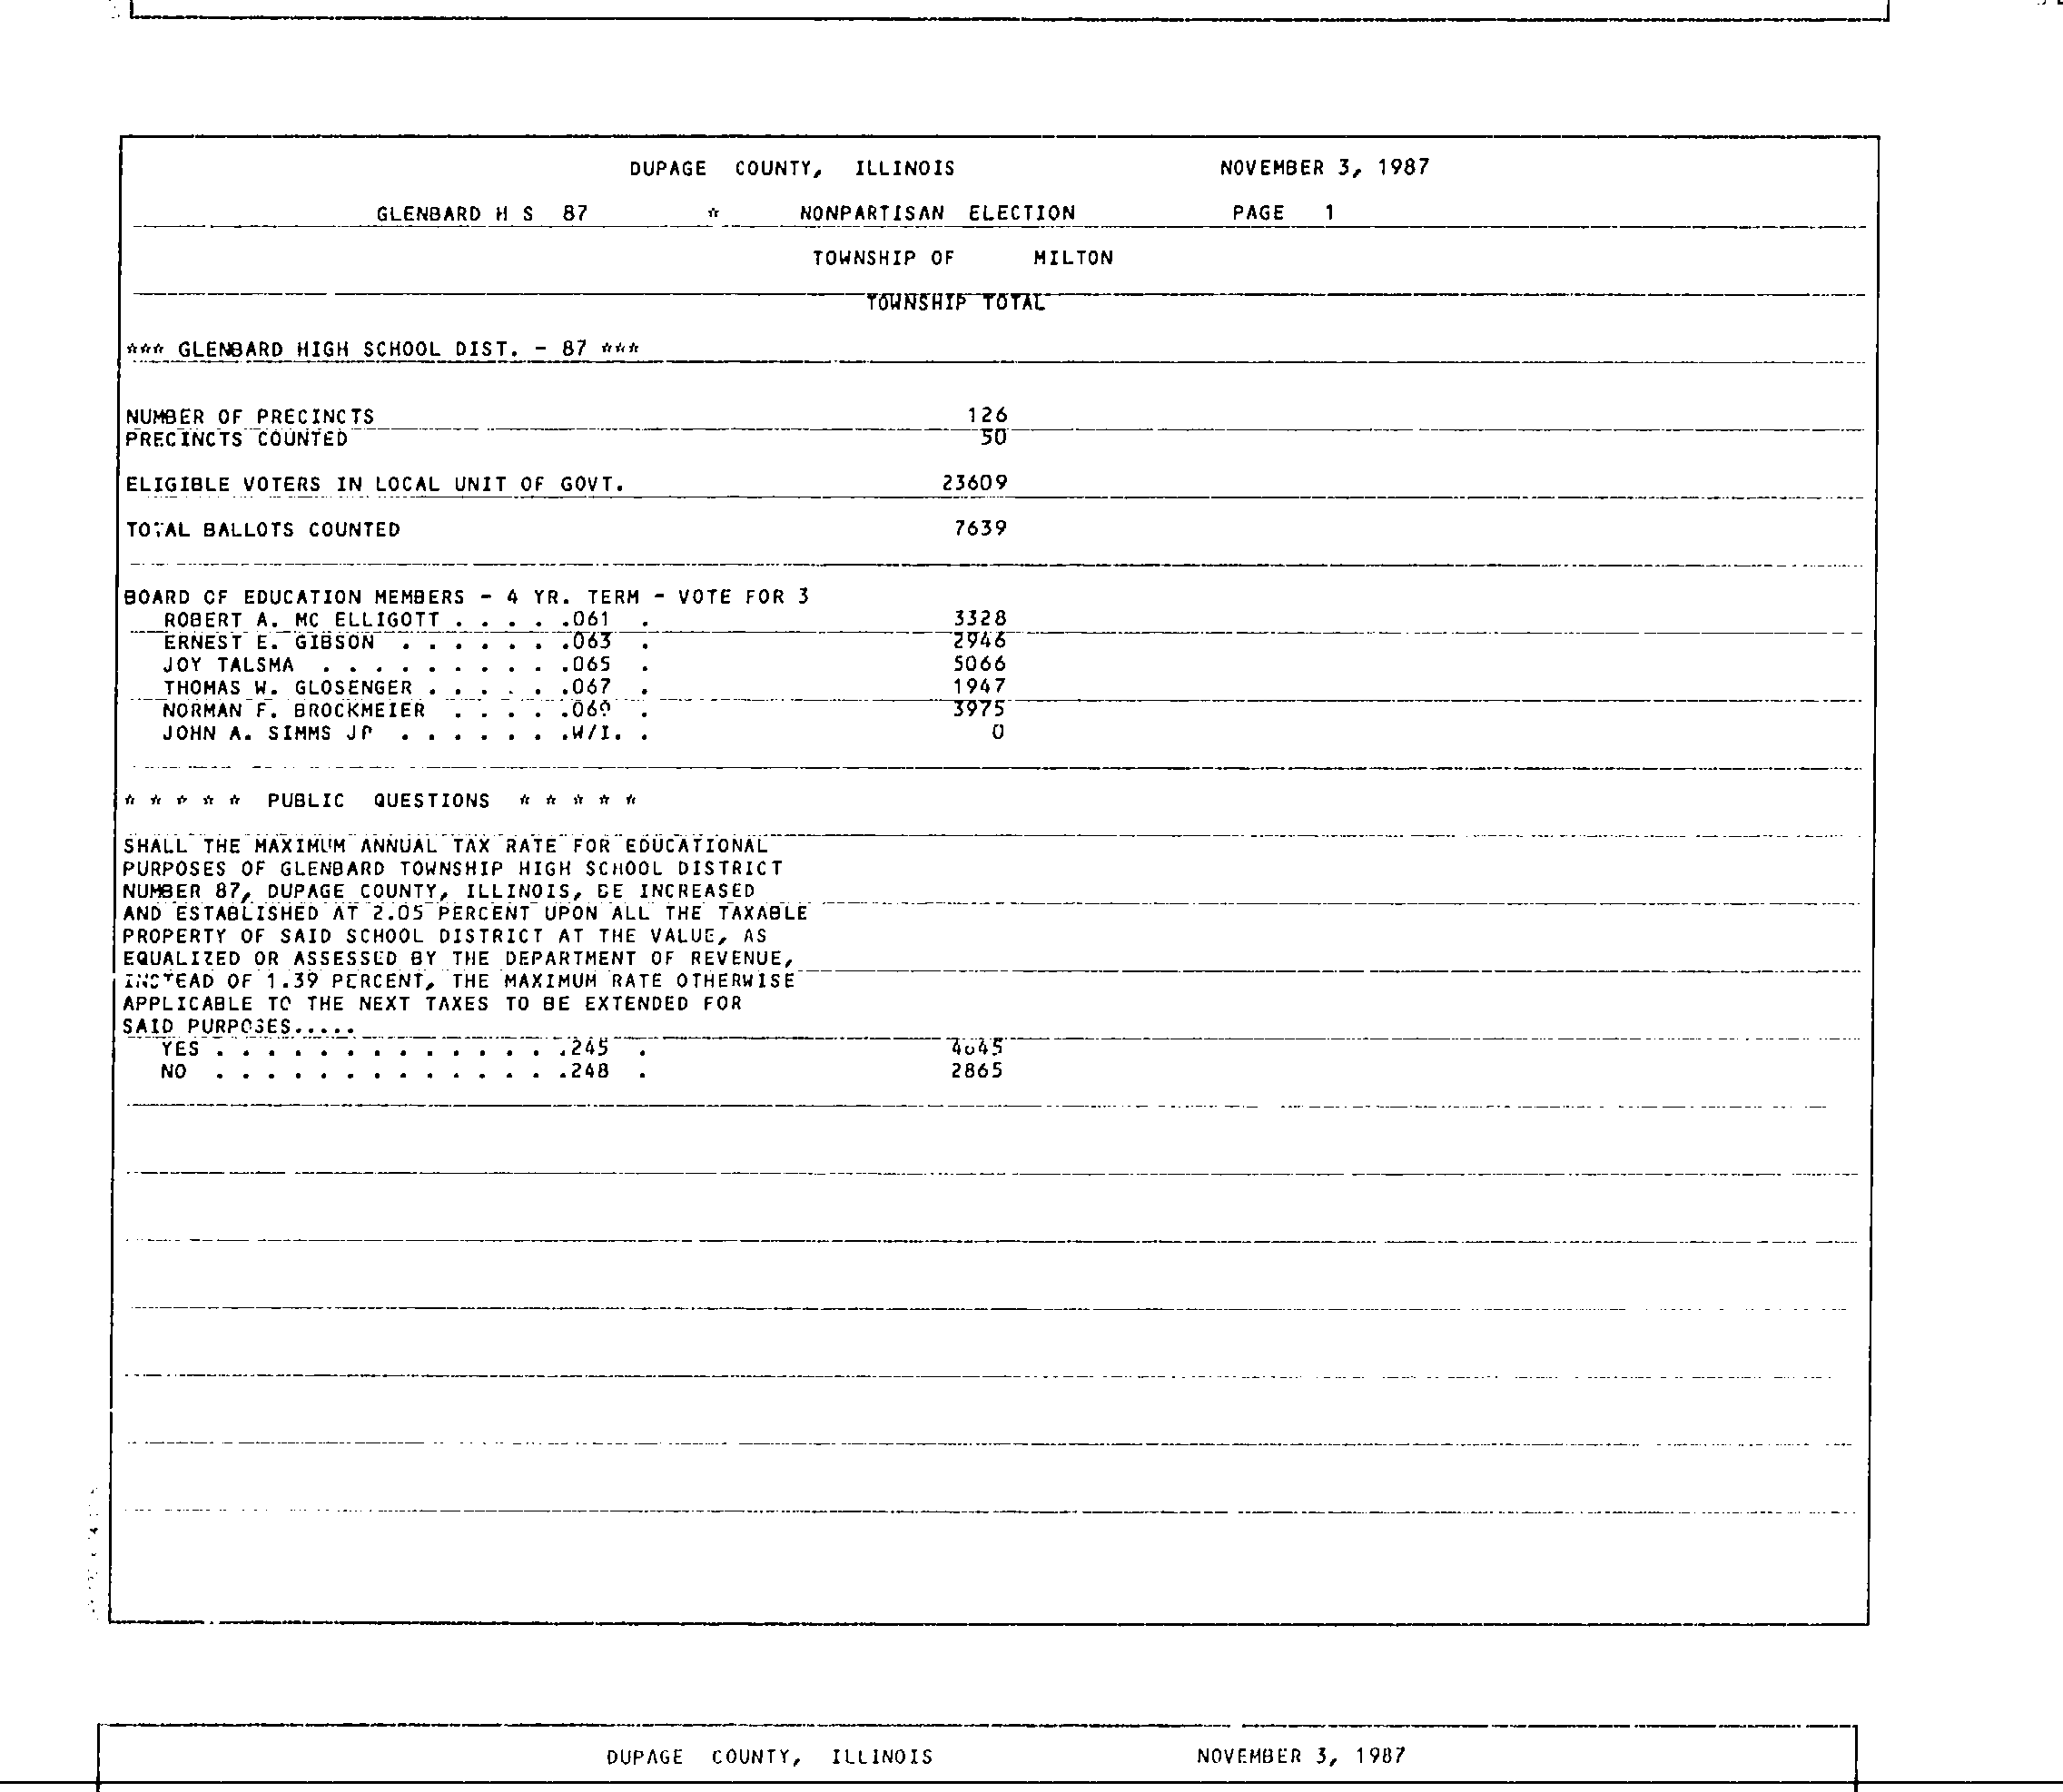 DUPAGE COUNTY, ILLINOIS NOVEMBER 3, 1987
GLENBARD H S 87 * NONPARTISAN ELECTION PAGE 1
TOWNSHIP OF MILTON
TOWNSHIP TOTAL
*** GLENBARD HIGH SCHOOL DIST. - 87 ***
NUMBER OF PRECINCTS 126
PRECINCTS COUNTED 50
ELIGIBLE VOTERS IN LOCAL UNIT OF GOVT. 23609
TOTAL BALLOTS COUNTED 7639
BOARD OF EDUCATION MEMBERS - 4 YR. TERM - VOTE FOR 3
ROBERT A. MC ELLIGOTT . . . . .061 . 3328
ERNEST E. GIBSON . . . . . . .063 . 2946
JOY TALSMA . . . . . . . . . .065 . 5066
THOMAS W. GLOSENGER . . . . . .067 . 1947
NORMAN F. BROCKMEIER . . . . .069 . 3975
JOHN A. SIMMS JR . . . . . . .W/I. . 0
* * * * * PUBLIC QUESTIONS * * * * *
SHALL THE MAXIMUM ANNUAL TAX RATE FOR EDUCATIONAL
PURPOSES OF GLENBARD TOWNSHIP HIGH SCHOOL DISTRICT
NUMBER 87, DUPAGE COUNTY, ILLINOIS, BE INCREASED
AND ESTABLISHED AT 2.05 PERCENT UPON ALL THE TAXABLE
PROPERTY OF SAID SCHOOL DISTRICT AT THE VALUE, AS
EQUALIZED OR ASSESSED BY THE DEPARTMENT OF REVENUE,
INSTEAD OF 1.39 PERCENT, THE MAXIMUM RATE OTHERWISE
APPLICABLE TO THE NEXT TAXES TO BE EXTENDED FOR
SAID PURPOSES.....
YES . . . . . . . . . . . . . .245 .
NO . . . . . . . . . . . . . .248 . 2865
DUPAGE COUNTY, ILLINOIS NOVEMBER 3, 1987